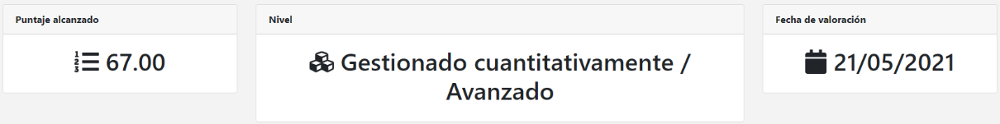 Puntaje alcanzado
67.00
Nivel
Gestionado cuantitativamente /
Avanzado
Fecha de valoración
21/05/2021